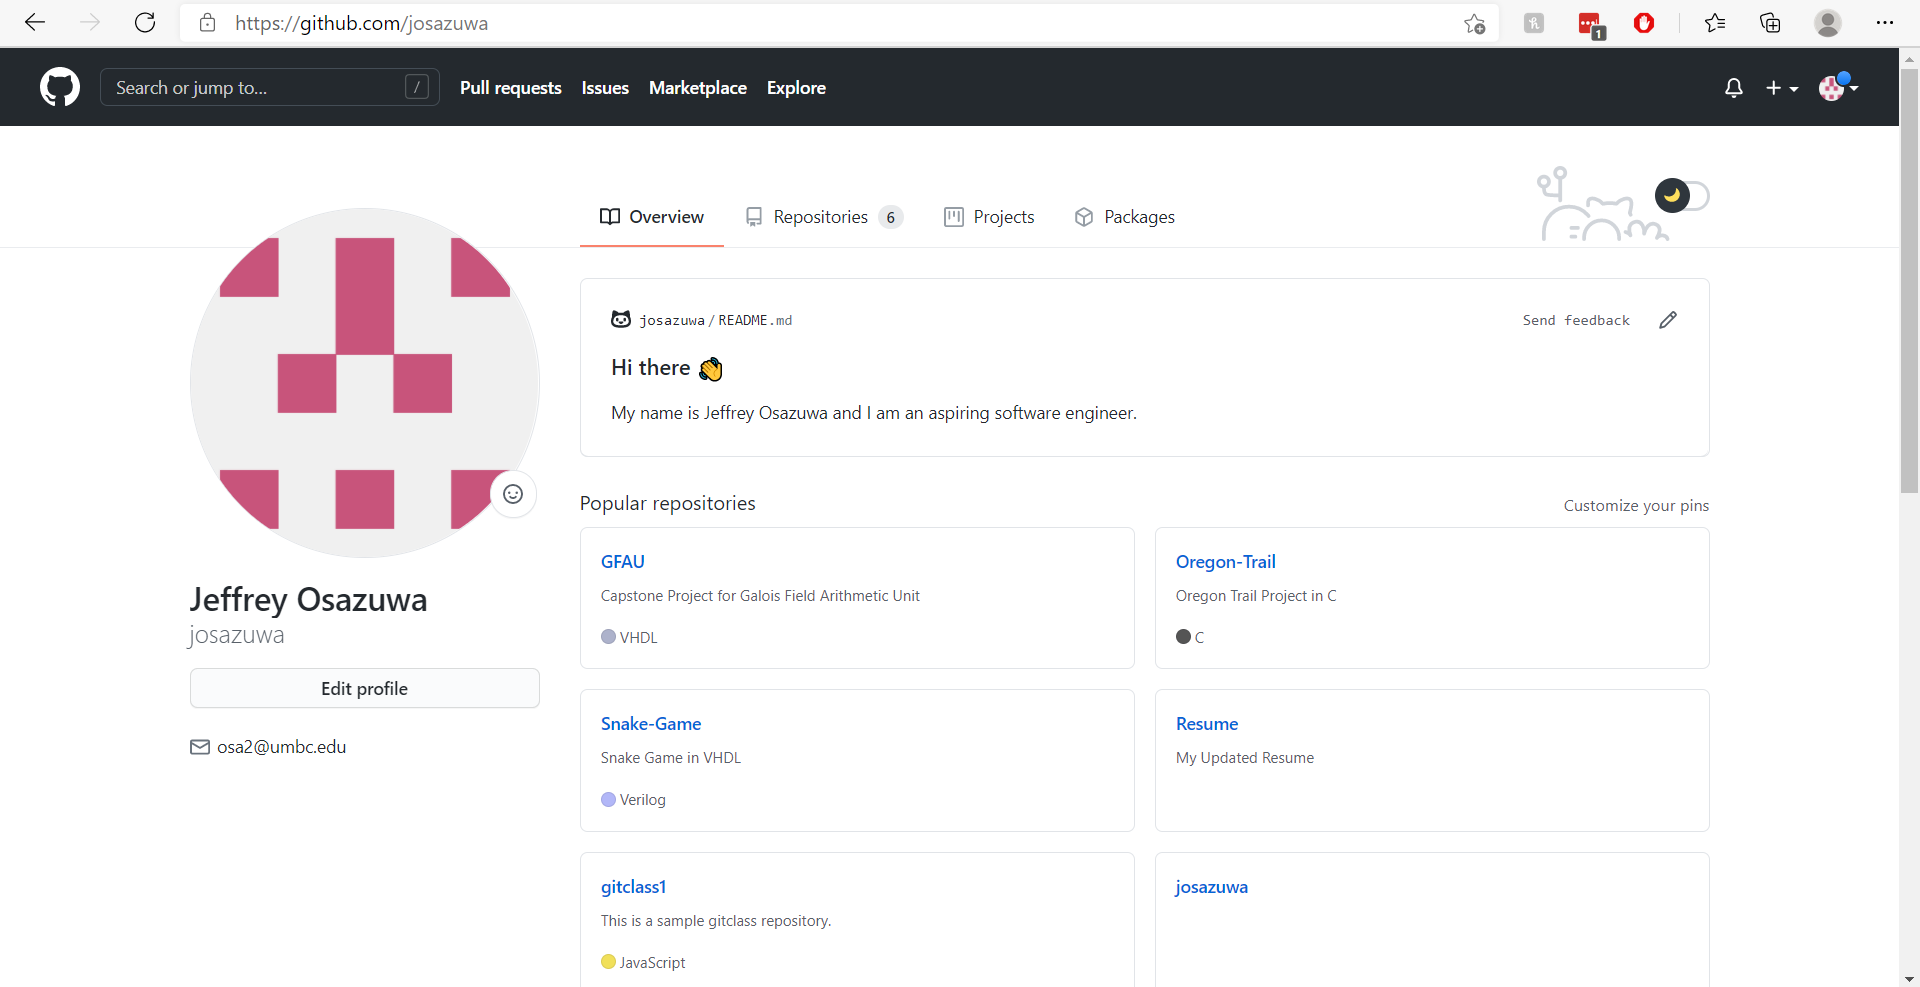 https://github.com/josazuwa
1
Search or jump to... /
Pull requests Issues Marketplace Explore
Overview Repositories 6 Projects Packages
josazuwa/README.md Send feedback
Hi there 👋
My name is Jeffrey Osazuwa and I am an aspiring software engineer.
Popular repositories Customize your pins
GFAU
Capstone Project for Galois Field Arithmetic Unit
VHDL
Oregon-Trail
Oregon Trail Project in C
C
Jeffrey Osazuwa
josazuwa
Edit profile
osa2@umbc.edu
Snake-Game
Snake Game in VHDL
Verilog
Resume
My Updated Resume
gitclass1
This is a sample gitclass repository.
JavaScript
josazuwa